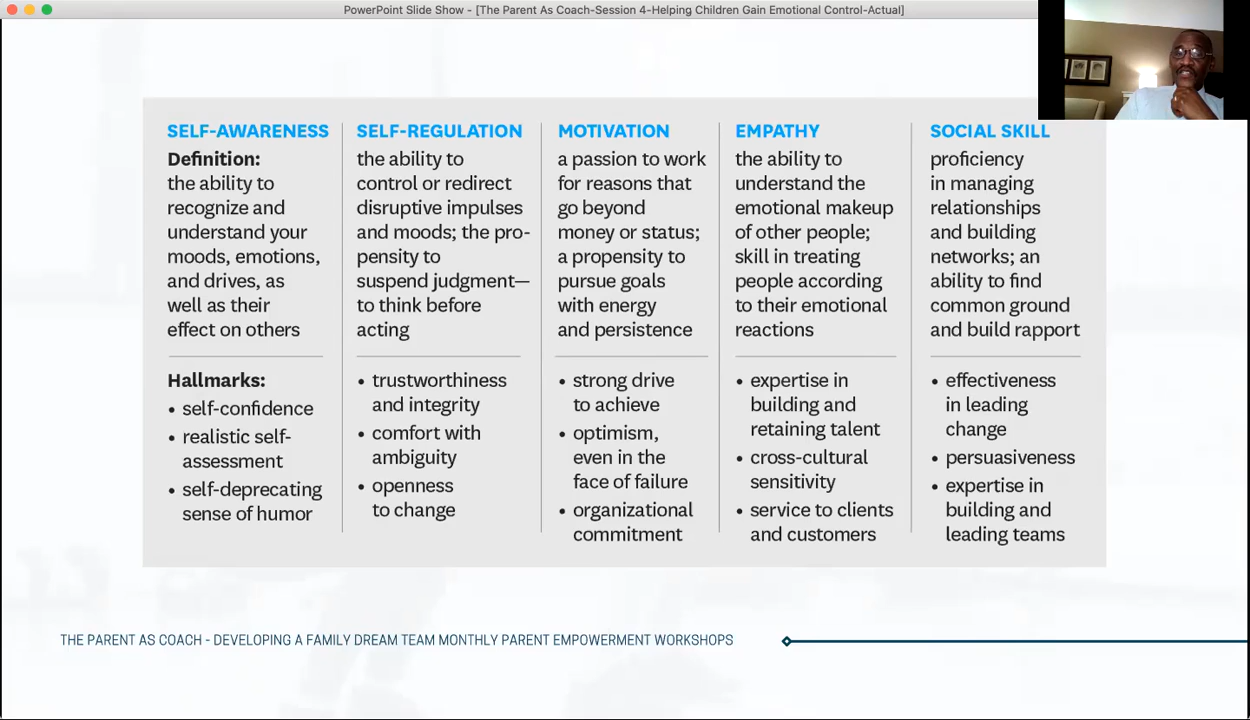 PowerPoint Slide Show - [The Parent As Coach-Session 4-Helping Children Gain Emotional Control-Actual]
SELF-AWARENESS
Definition:
the ability to
recognize and
understand your
moods, emotions,
and drives, as
well as their
effect on others
Hallmarks:
• self-confidence
• realistic self-
assessment
• self-deprecating
sense of humor
SELF-REGULATION
the ability to
control or redirect
disruptive impulses
and moods; the pro-
pensity to
suspend judgment—
to think before
acting
• trustworthiness
and integrity
• comfort with
ambiguity
• openness
to change
MOTIVATION
a passion to work
for reasons that
go beyond
money or status;
a propensity to
pursue goals
with energy
and persistence
• strong drive
to achieve
• optimism,
even in the
face of failure
• organizational
commitment
EMPATHY
the ability to
understand the
emotional makeup
of other people;
skill in treating
people according
to their emotional
reactions
• expertise in
building and
retaining talent
• cross-cultural
sensitivity
• service to clients
and customers
SOCIAL SKILL
proficiency
in managing
relationships
and building
networks; an
ability to find
common ground
and build rapport
• effectiveness
in leading
change
• persuasiveness
• expertise in
building and
leading teams
THE PARENT AS COACH - DEVELOPING A FAMILY DREAM TEAM MONTHLY PARENT EMPOWERMENT WORKSHOPS